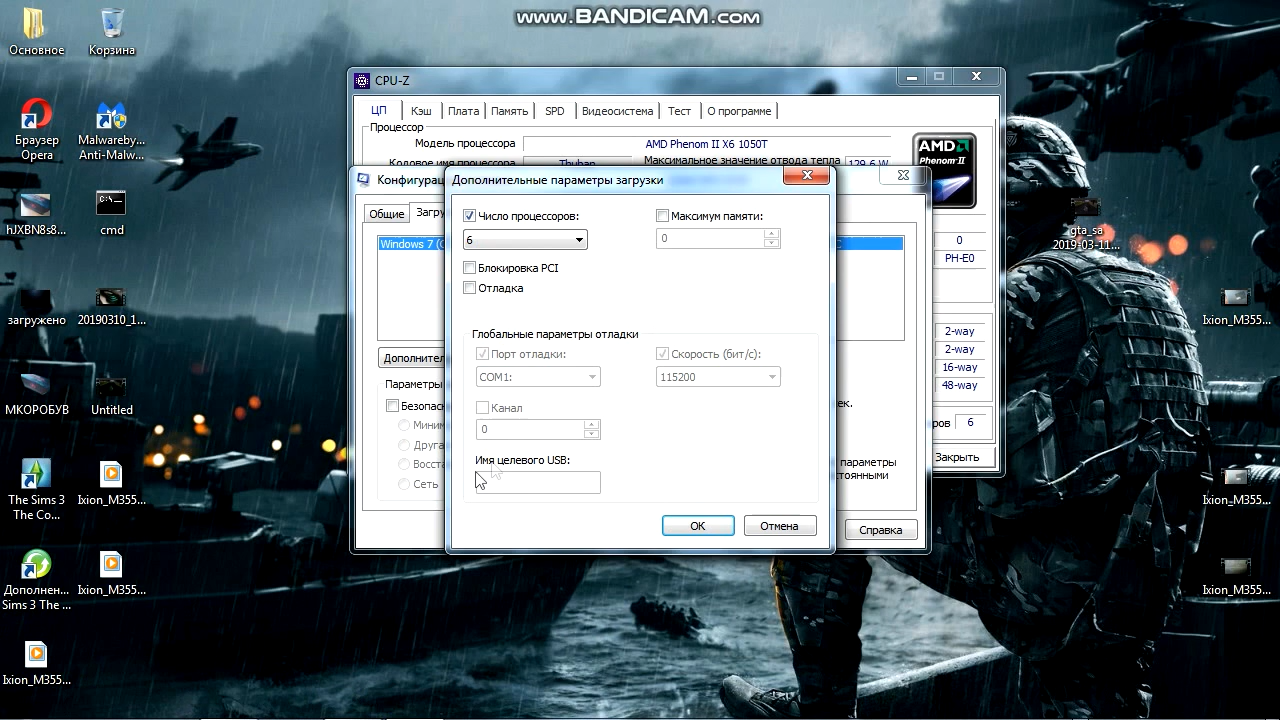 www.BANDICAM.com
Основное
Корзина
Браузер
Opera
Malwareby...
Anti-Malw...
hJXBN8s8...
cmd
загружено
20190310_1...
МКОРОБУВ
Untitled
The Sims 3
The Co...
Ixion_M355...
Дополнен...
Sims 3 The ...
Ixion_M355...
Ixion_M355...
gta_sa
2019-03-11...
Ixion_M355...
Ixion_M355...
Ixion_M355...
CPU-Z
ЦП
Кэш
Плата
Память
SPD
Видеосистема
Тест
О программе
Процессор
Модель процессора
AMD Phenom II X6 1050T
Кодовое имя процессора
Thuban
Максимальное значение отвода тепла
129.6 W
AMD
Phenom II
0
PH-E0
2-way
2-way
16-way
48-way
ров
6
Закрыть
Конфигурац
Общие
Загру
Windows 7 (C
Дополнител
Параметры
Безопасн
Миним
Друга
Восста
Сеть
ек.
параметры
стоянными
Справка
Дополнительные параметры загрузки
Число процессоров:
Максимум памяти:
6
0
Блокировка PCI
Отладка
Глобальные параметры отладки
Порт отладки:
Скорость (бит/с):
COM1:
115200
Канал
0
Имя целевого USB:
ОК
Отмена